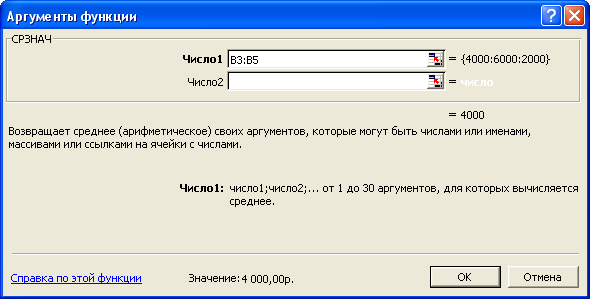 Аргументы функции
СРЗНАЧ
Число1 B3:B5 = {4000:6000:2000}
Число2 = число
= 4000
Возвращает среднее (арифметическое) своих аргументов, которые могут быть числами или именами,
массивами или ссылками на ячейки с числами.
Число1: число1;число2;... от 1 до 30 аргументов, для которых вычисляется
среднее.
Справка по этой функции Значение:4 000,00р. OK Отмена